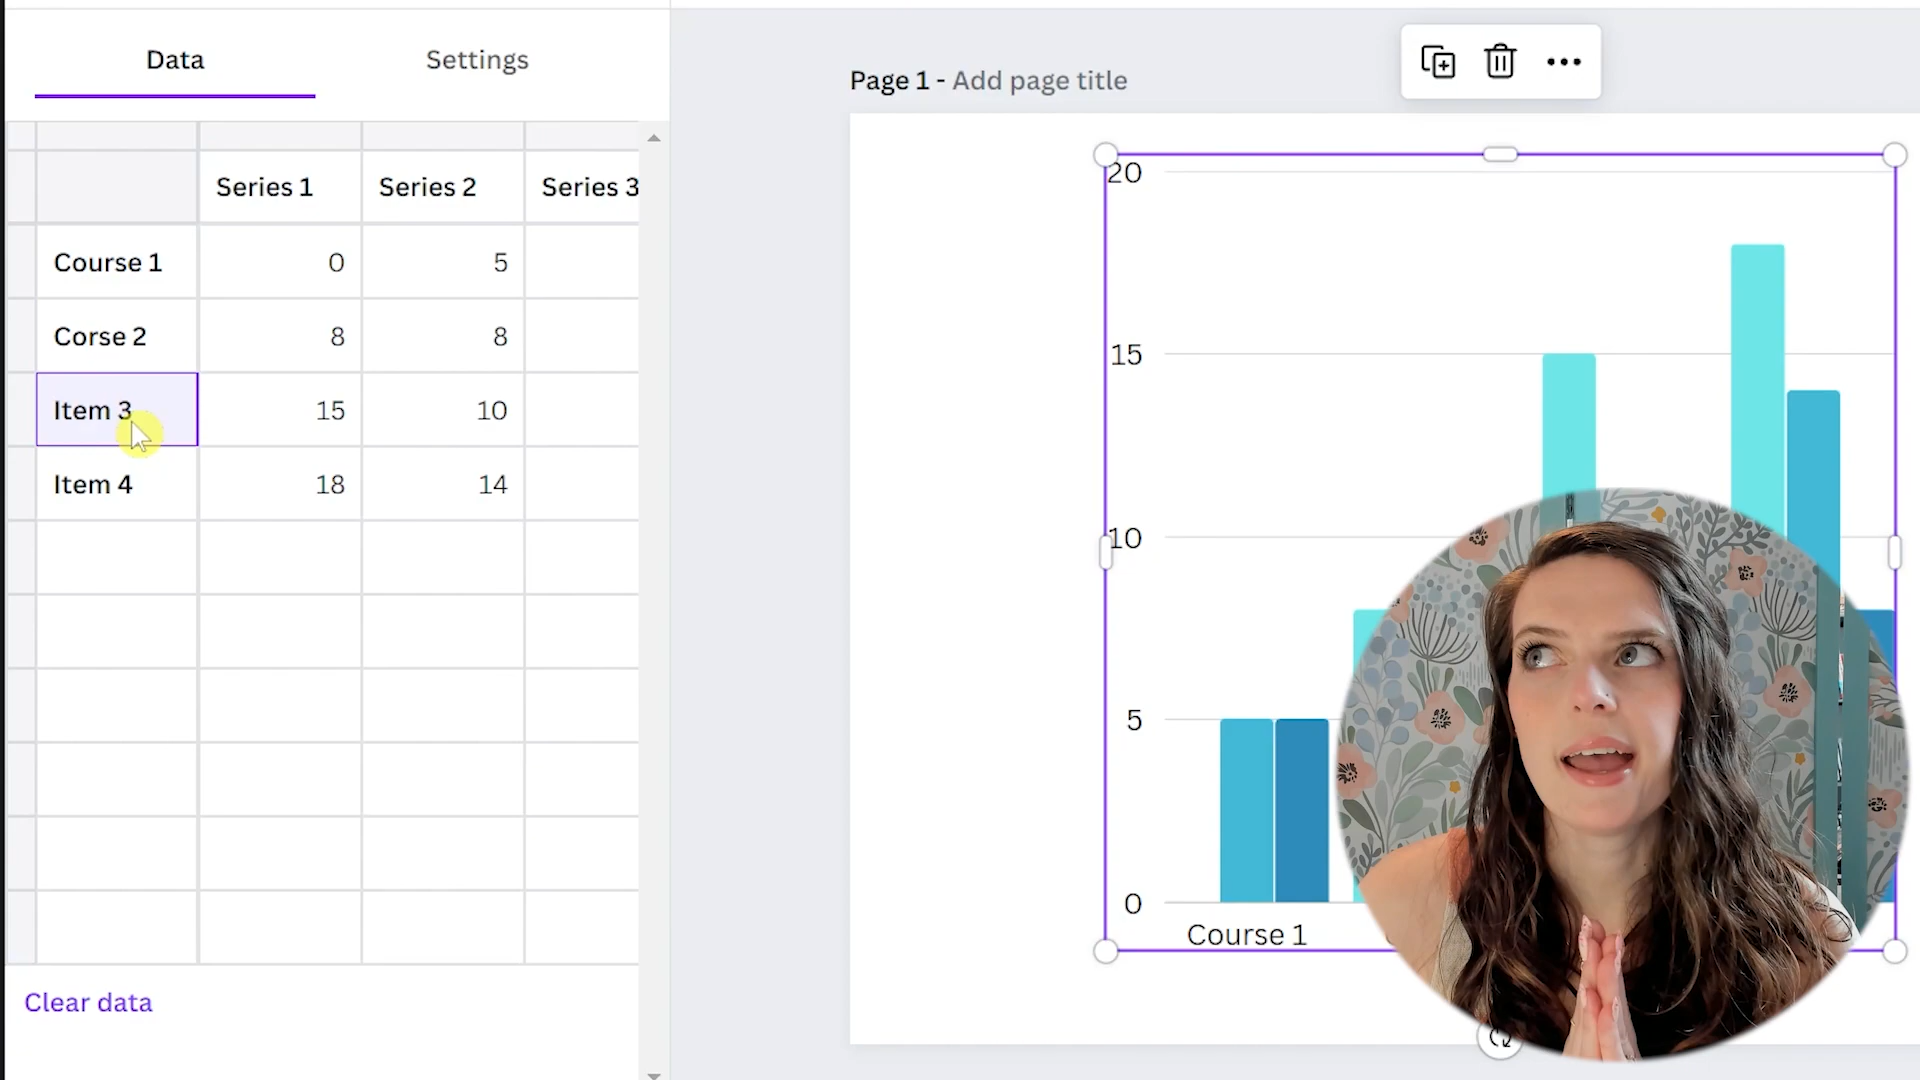 Data Settings
Page 1 - Add page title
Series 1 Series 2 Series 3
Course 1 0 5
Corse 2 8 8
Item 3 15 10
Item 4 18 14
Clear data
20
15
10
5
0
Course 1